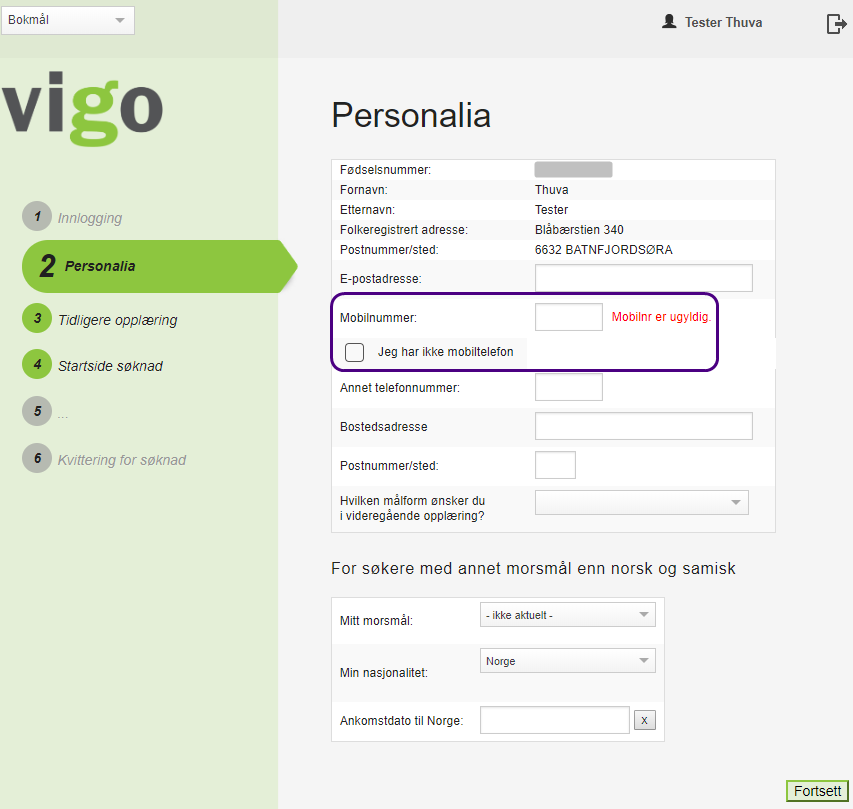 Bokmål
Tester Thuva
vigo
1 Innlogging
2 Personalia
3 Tidligere opplæring
4 Startside søknad
5 ...
6 Kvittering for søknad
Personalia
Fødselsnummer:
Fornavn: Thuva
Etternavn: Tester
Folkeregistrert adresse: Blåbærstien 340
Postnummer/sted: 6632 BATNFJORDSØRA
E-postadresse:
Mobilnummer: Mobilnr er ugyldig.
Jeg har ikke mobiltelefon
Annet telefonnummer:
Bostedsadresse
Postnummer/sted:
Hvilken målform ønsker du
i videregående opplæring?
For søkere med annet morsmål enn norsk og samisk
Mitt morsmål: - ikke aktuelt -
Min nasjonalitet: Norge
Ankomstdato til Norge: x
Fortsett